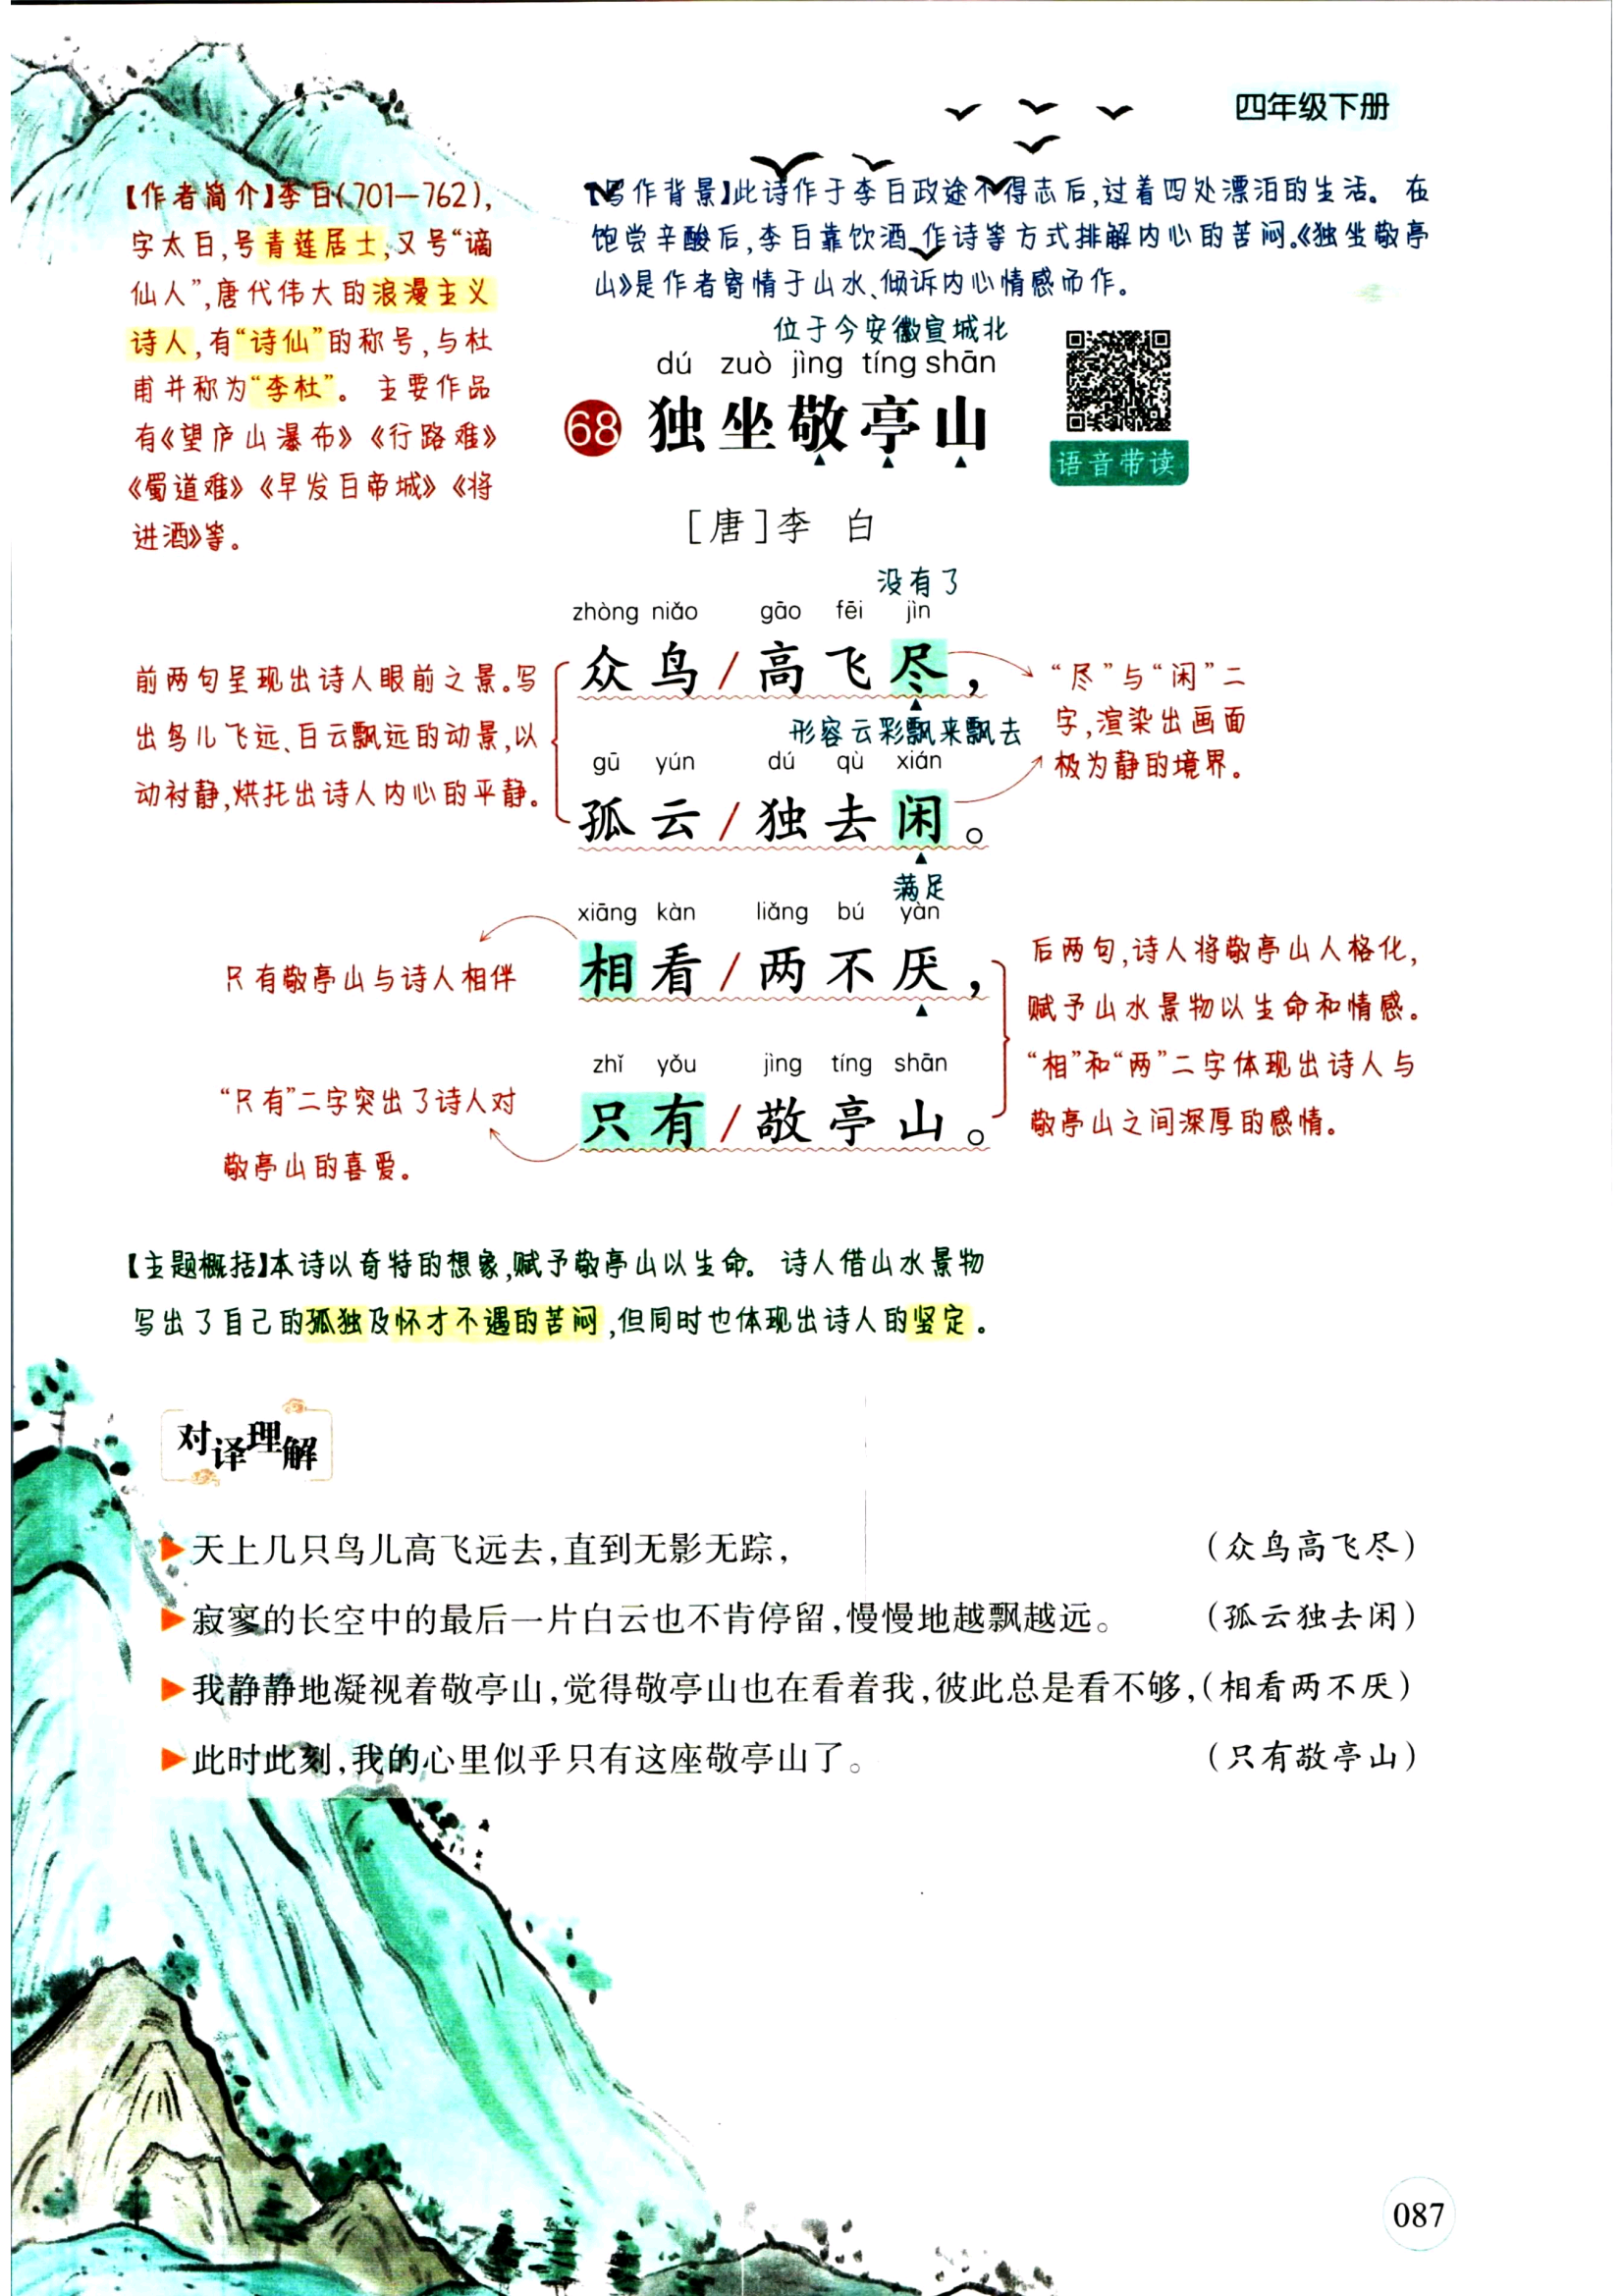 四年级下册
【作者简介】李白(701—762),
字太白,号青莲居士,又号“谪
仙人”,唐代伟大的浪漫主义
诗人,有“诗仙”的称号,与杜
甫并称为“李杜”。 主要作品
有《望庐山瀑布》《行路难》
《蜀道难》《早发白帝城》《将
进酒》等。
【写作背景】此诗作于李白政途不得志后,过着四处漂泊的生活。 在
饱尝辛酸后,李白靠饮酒、作诗等方式排解内心的苦闷。《独坐敬亭
山》是作者寄情于山水、倾诉内心情感而作。
位于今安徽宣城北
dú zuò jìng tíng shān
68 独坐敬亭山
语音带读
[唐]李 白
没有了
zhòng niǎo gāo fēi jìn
众鸟/高飞尽,
形容云彩飘来飘去
gū yún dú qù xián
孤云/独去闲。
满足
xiāng kàn liǎng bú yàn
相看/两不厌,
zhǐ yǒu jìng tíng shān
只有/敬亭山。
前两句呈现出诗人眼前之景。写
出鸟儿飞远、白云飘远的动景,以
动衬静,烘托出诗人内心的平静。
“尽”与“闲”二
字,渲染出画面
极为静的境界。
只有敬亭山与诗人相伴
“只有”二字突出了诗人对
敬亭山的喜爱。
后两句,诗人将敬亭山人格化,
赋予山水景物以生命和情感。
“相”和“两”二字体现出诗人与
敬亭山之间深厚的感情。
【主题概括】本诗以奇特的想象,赋予敬亭山以生命。 诗人借山水景物
写出了自己的孤独及怀才不遇的苦闷,但同时也体现出诗人的坚定。
对译理解
天上几只鸟儿高飞远去,直到无影无踪, (众鸟高飞尽)
寂寥的长空中的最后一片白云也不肯停留,慢慢地越飘越远。 (孤云独去闲)
我静静地凝视着敬亭山,觉得敬亭山也在看着我,彼此总是看不够,(相看两不厌)
此时此刻,我的心里似乎只有这座敬亭山了。 (只有敬亭山)
087